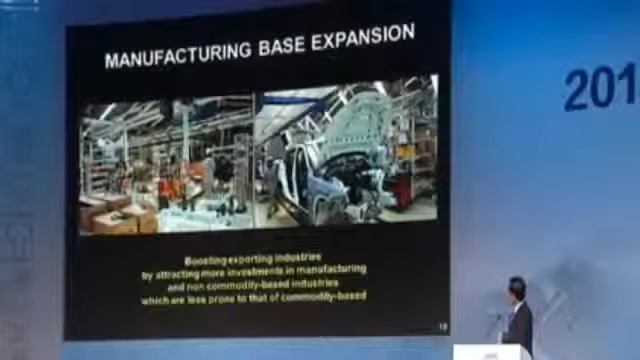 MANUFACTURING BASE EXPANSION
201
Boosting exporting industries
by attracting more investments in manufacturing
and non commodity-based industries
which are less prone to that of commodity-based
18